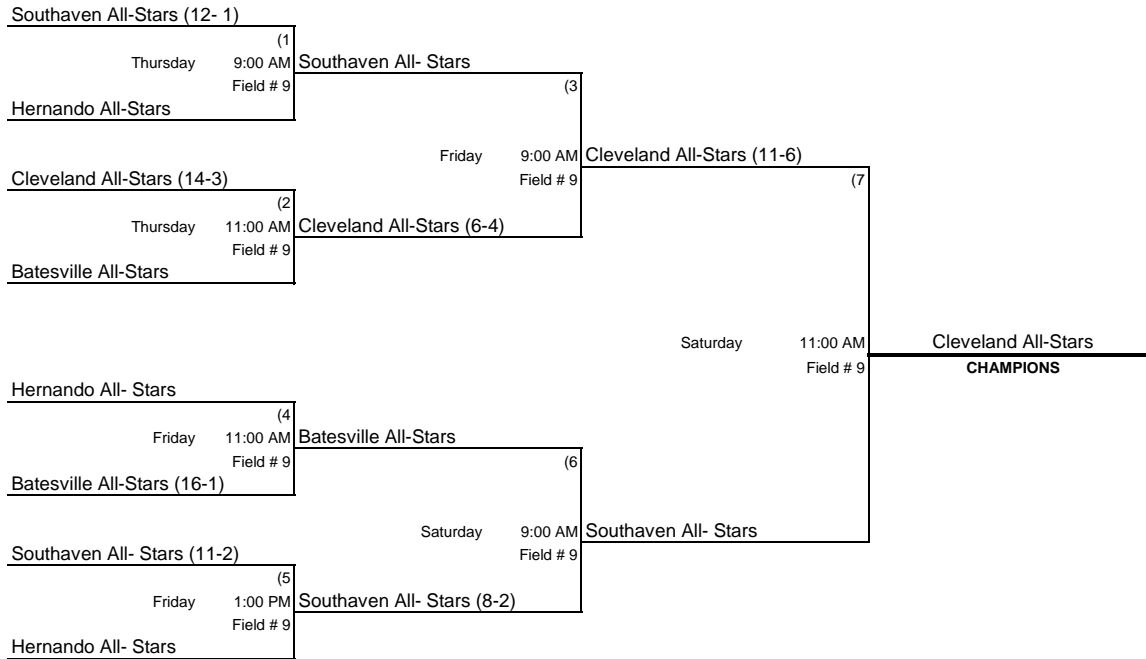 Southaven All-Stars (12- 1)
(1
Thursday 9:00 AM Southaven All- Stars
Field # 9 (3
Hernando All-Stars
Friday 9:00 AM Cleveland All-Stars (11-6)
Cleveland All-Stars (14-3) Field # 9 (7
(2
Thursday 11:00 AM Cleveland All-Stars (6-4)
Field # 9
Batesville All-Stars
Saturday 11:00 AM Cleveland All-Stars
Field # 9 CHAMPIONS
Hernando All- Stars
(4
Friday 11:00 AM Batesville All-Stars
Field # 9 (6
Batesville All-Stars (16-1)
Saturday 9:00 AM Southaven All- Stars
Southaven All- Stars (11-2) Field # 9
(5
Friday 1:00 PM Southaven All- Stars (8-2)
Field # 9
Hernando All- Stars